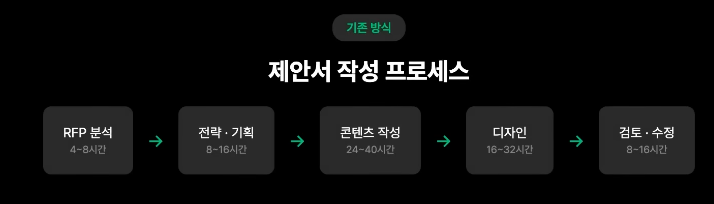 기존 방식
제안서 작성 프로세스
RFP 분석
4–8시간
→
전략 · 기획
8–16시간
→
콘텐츠 작성
24–40시간
→
디자인
16–32시간
→
검토 · 수정
8–16시간